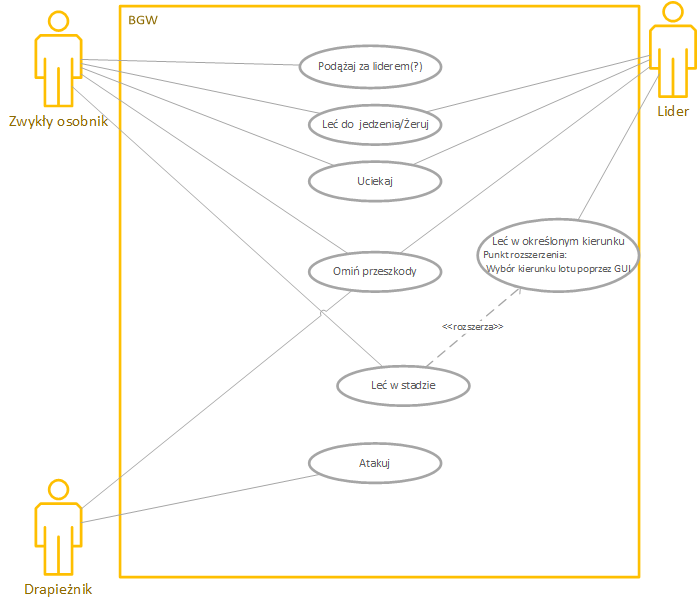 BGW
Podążaj za liderem(?)
Zwykły osobnik
Lider
Leć do jedzenia/Żeruj
Uciekaj
Leć w określonym kierunku
Punkt rozszerzenia:
Wybór kierunku lotu poprzez GUI
Omiń przeszkody
<<rozszerza>>
Leć w stadzie
Atakuj
Drapieżnik